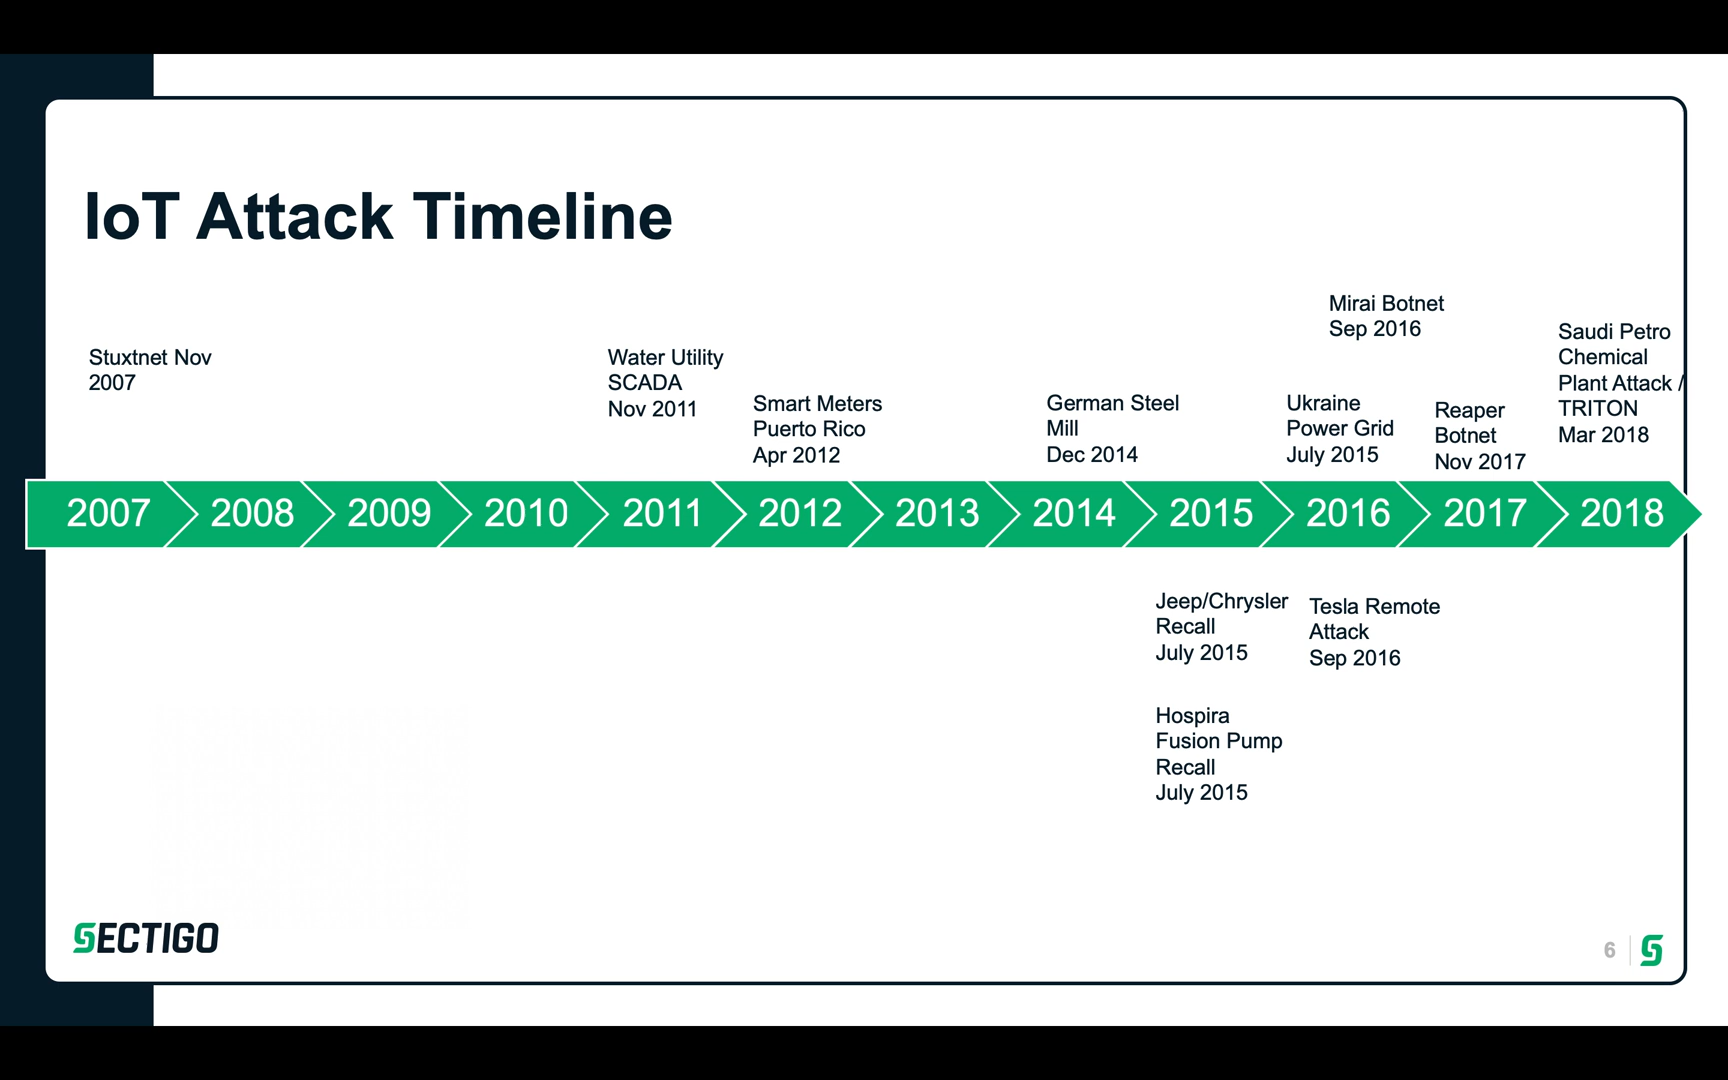 IoT Attack Timeline
Stuxtnet Nov
2007
Water Utility
SCADA
Nov 2011
Smart Meters
Puerto Rico
Apr 2012
German Steel
Mill
Dec 2014
Ukraine
Power Grid
July 2015
Mirai Botnet
Sep 2016
Reaper
Botnet
Nov 2017
Saudi Petro
Chemical
Plant Attack /
TRITON
Mar 2018
2007 2008 2009 2010 2011 2012 2013 2014 2015 2016 2017 2018
Jeep/Chrysler
Recall
July 2015
Tesla Remote
Attack
Sep 2016
Hospira
Fusion Pump
Recall
July 2015
SECTIGO
6 S